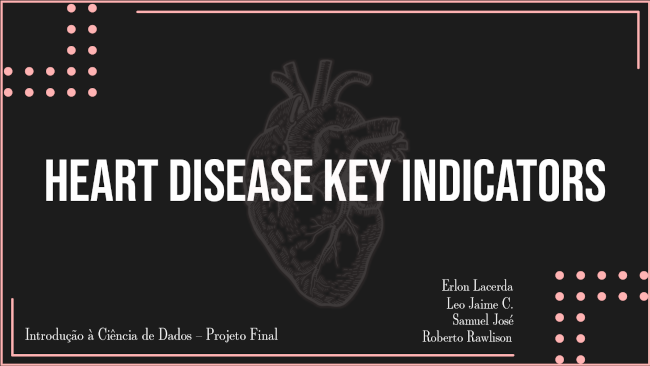 HEART DISEASE KEY INDICATORS
Erlon Lacerda
Leo Jaime C.
Samuel José
Roberto Rawlison
Introdução à Ciência de Dados – Projeto Final